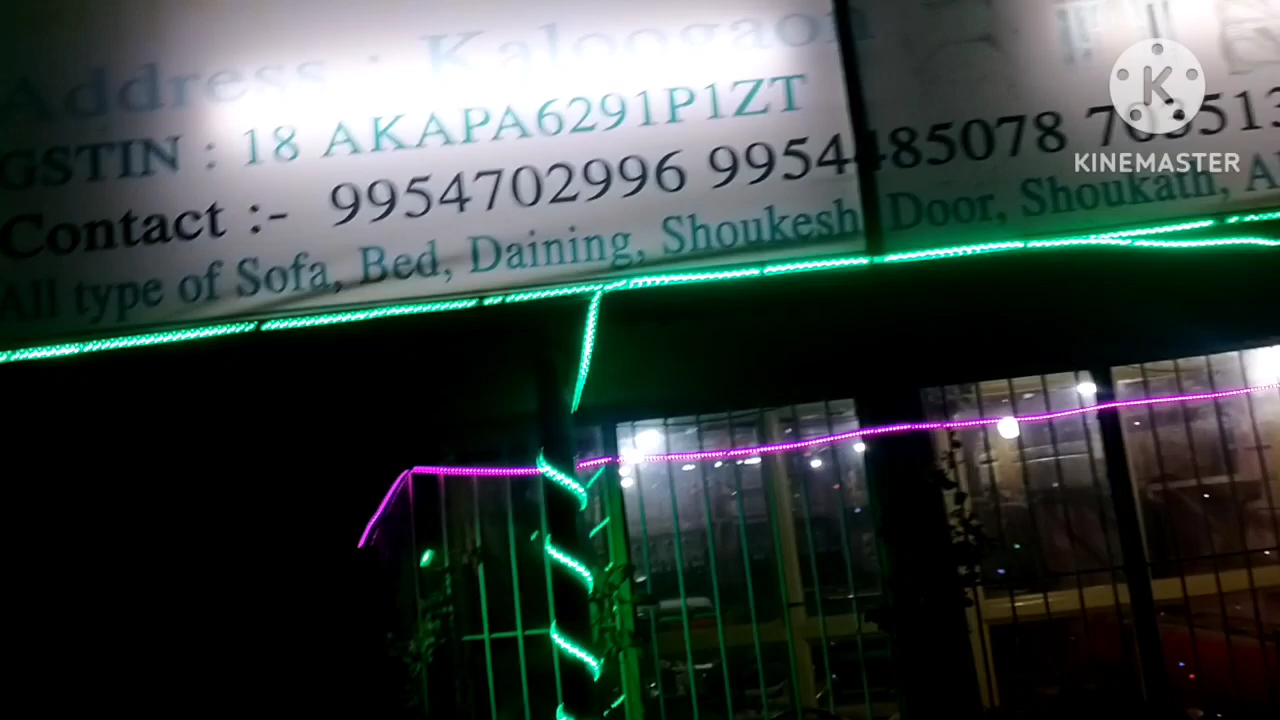 Address : Kaloogaon
GSTIN : 18 AKAPA6291P1ZT
Contact :- 9954702996 9954485078
All type of Sofa, Bed, Daining, Shoukesh, Door, Shoukath,
K
KINEMASTER